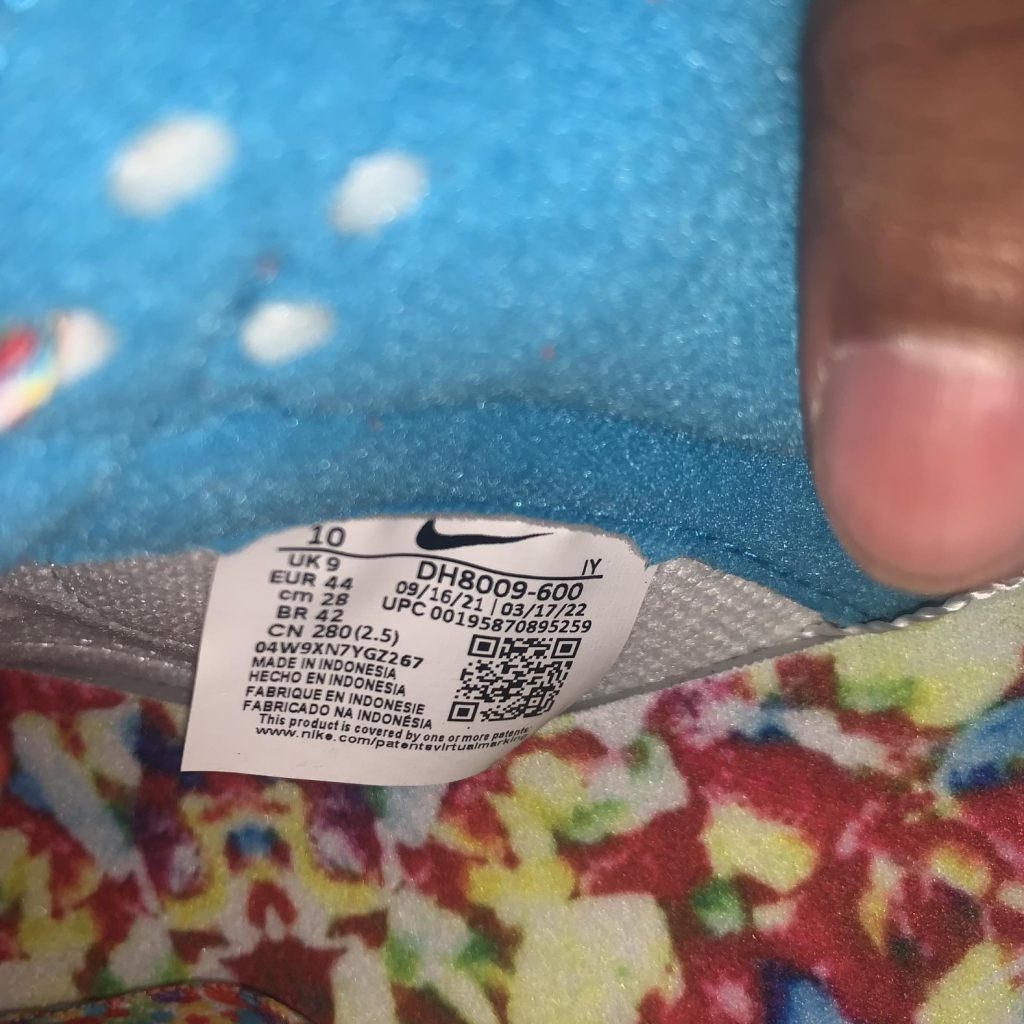 10
UK 9
EUR 44
cm 28
BR 42
CN 280(2.5)
04W9XN7YGZ267
IY
DH8009-600
09/16/21 | 03/17/22
UPC 00195870895259
MADE IN INDONESIA
HECHO EN INDONESIA
FABRIQUE EN INDONESIE
FABRICADO NA INDONÉSIA
This product is covered by one or more patents
www.nike.com/patentsvirtualmarking